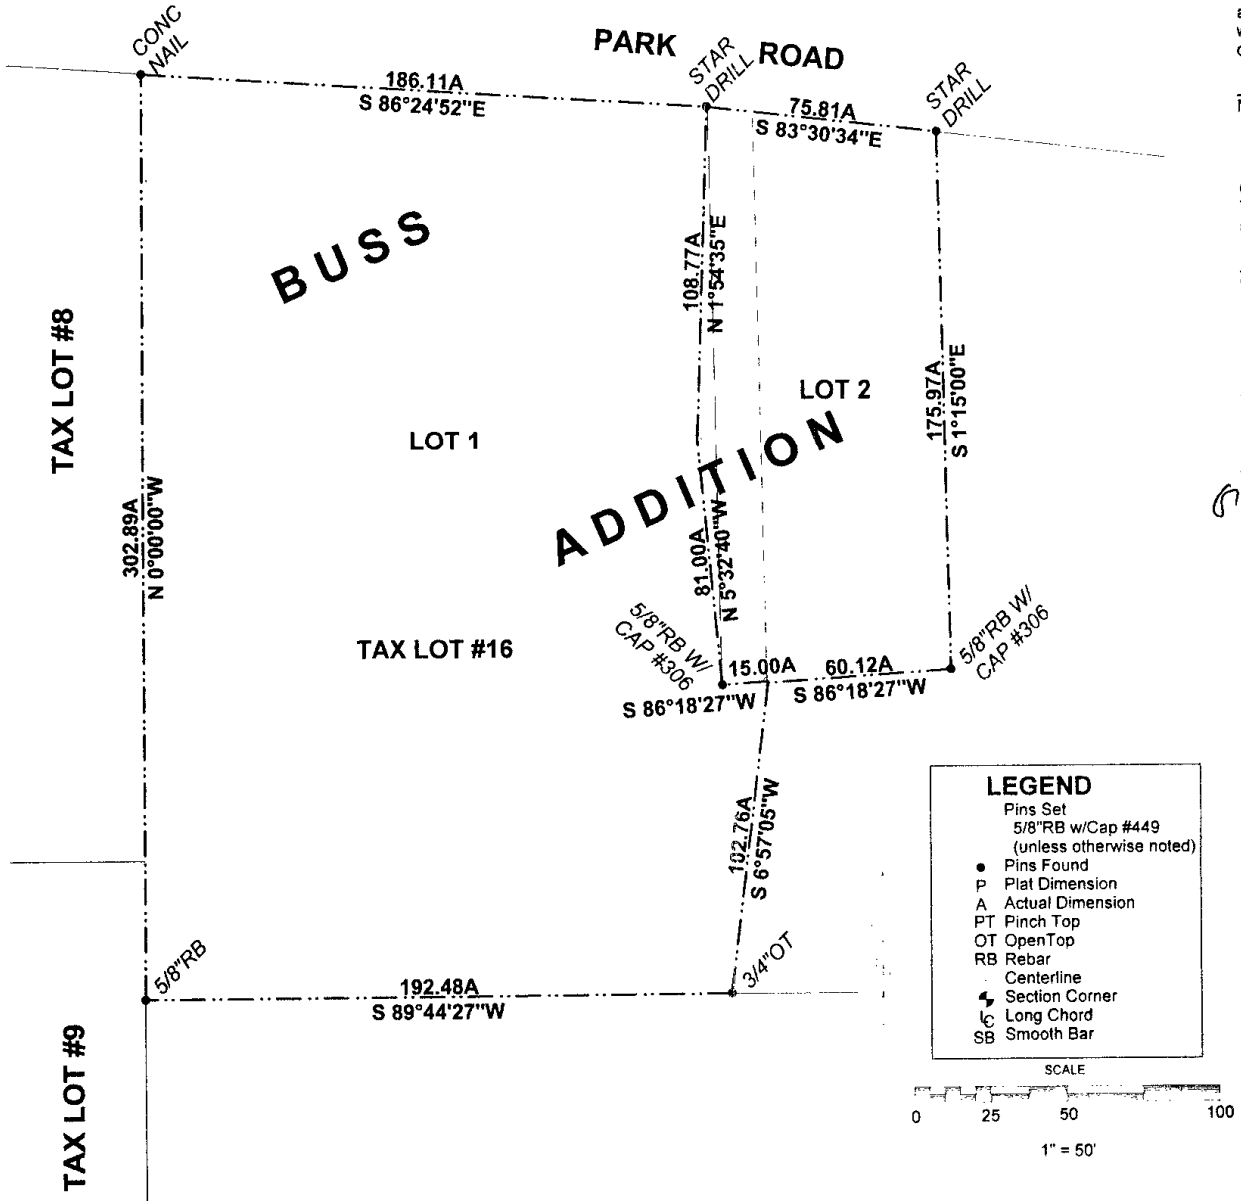 CONC
NAIL
PARK ROAD
STAR
DRILL
STAR
DRILL
186.11A
S 86°24'52"E
75.81A
S 83°30'34"E
BUSS
108.77A
N 1°54'35"E
TAX LOT #8
LOT 1
LOT 2
175.97A
S 1°15'00"E
ADDITION
302.89A
N 0°00'00"W
81.00A
N 5°32'40"W
TAX LOT #16
5/8"RB W/
CAP #306
15.00A
S 86°18'27"W
60.12A
S 86°18'27"W
5/8"RB W/
CAP #306
102.76A
S 6°57'05"W
5/8"RB
3/4"OT
192.48A
S 89°44'27"W
TAX LOT #9
LEGEND
Pins Set
5/8"RB w/Cap #449
(unless otherwise noted)
Pins Found
P Plat Dimension
A Actual Dimension
PT Pinch Top
OT OpenTop
RB Rebar
Centerline
Section Corner
LC Long Chord
SB Smooth Bar
SCALE
0 25 50 100
1" = 50'